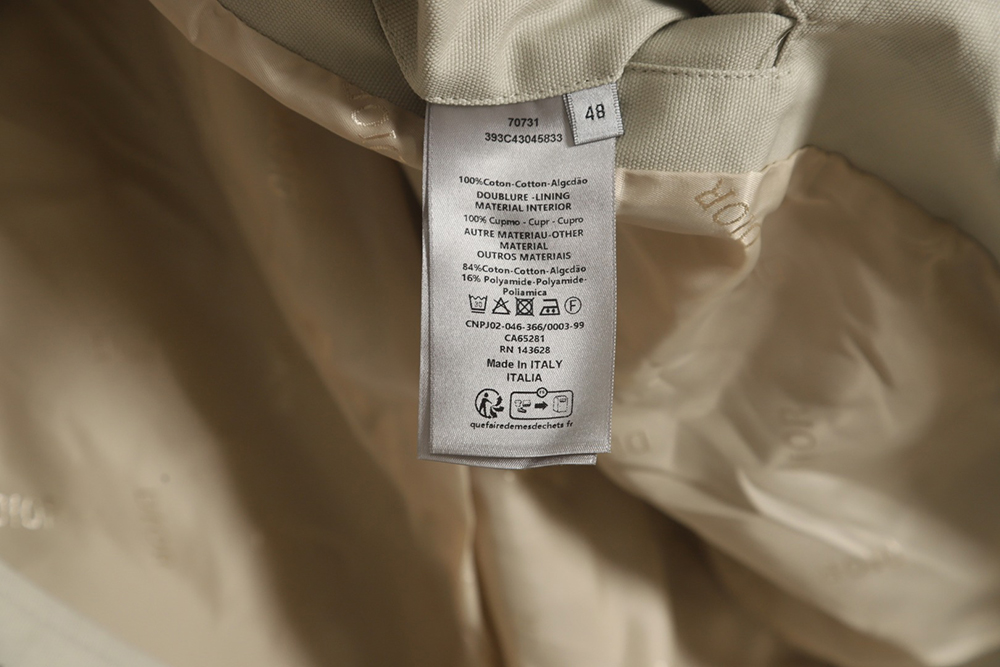 48
70731
393C43045833
100%Coton-Cotton-Algcdão
DOUBLURE -LINING
MATERIAL INTERIOR
100% Cupmo - Cupr - Cupro
AUTRE MATERIAU-OTHER
MATERIAL
OUTROS MATERIAIS
84%Coton-Cotton-Algcdão
16% Polyamide-Polyamide-
Poliamica
30
F
CNPJ02-046-366/0003-99
CA65281
RN 143628
Made In ITALY
ITALIA
FR
quefairedemesdechets fr